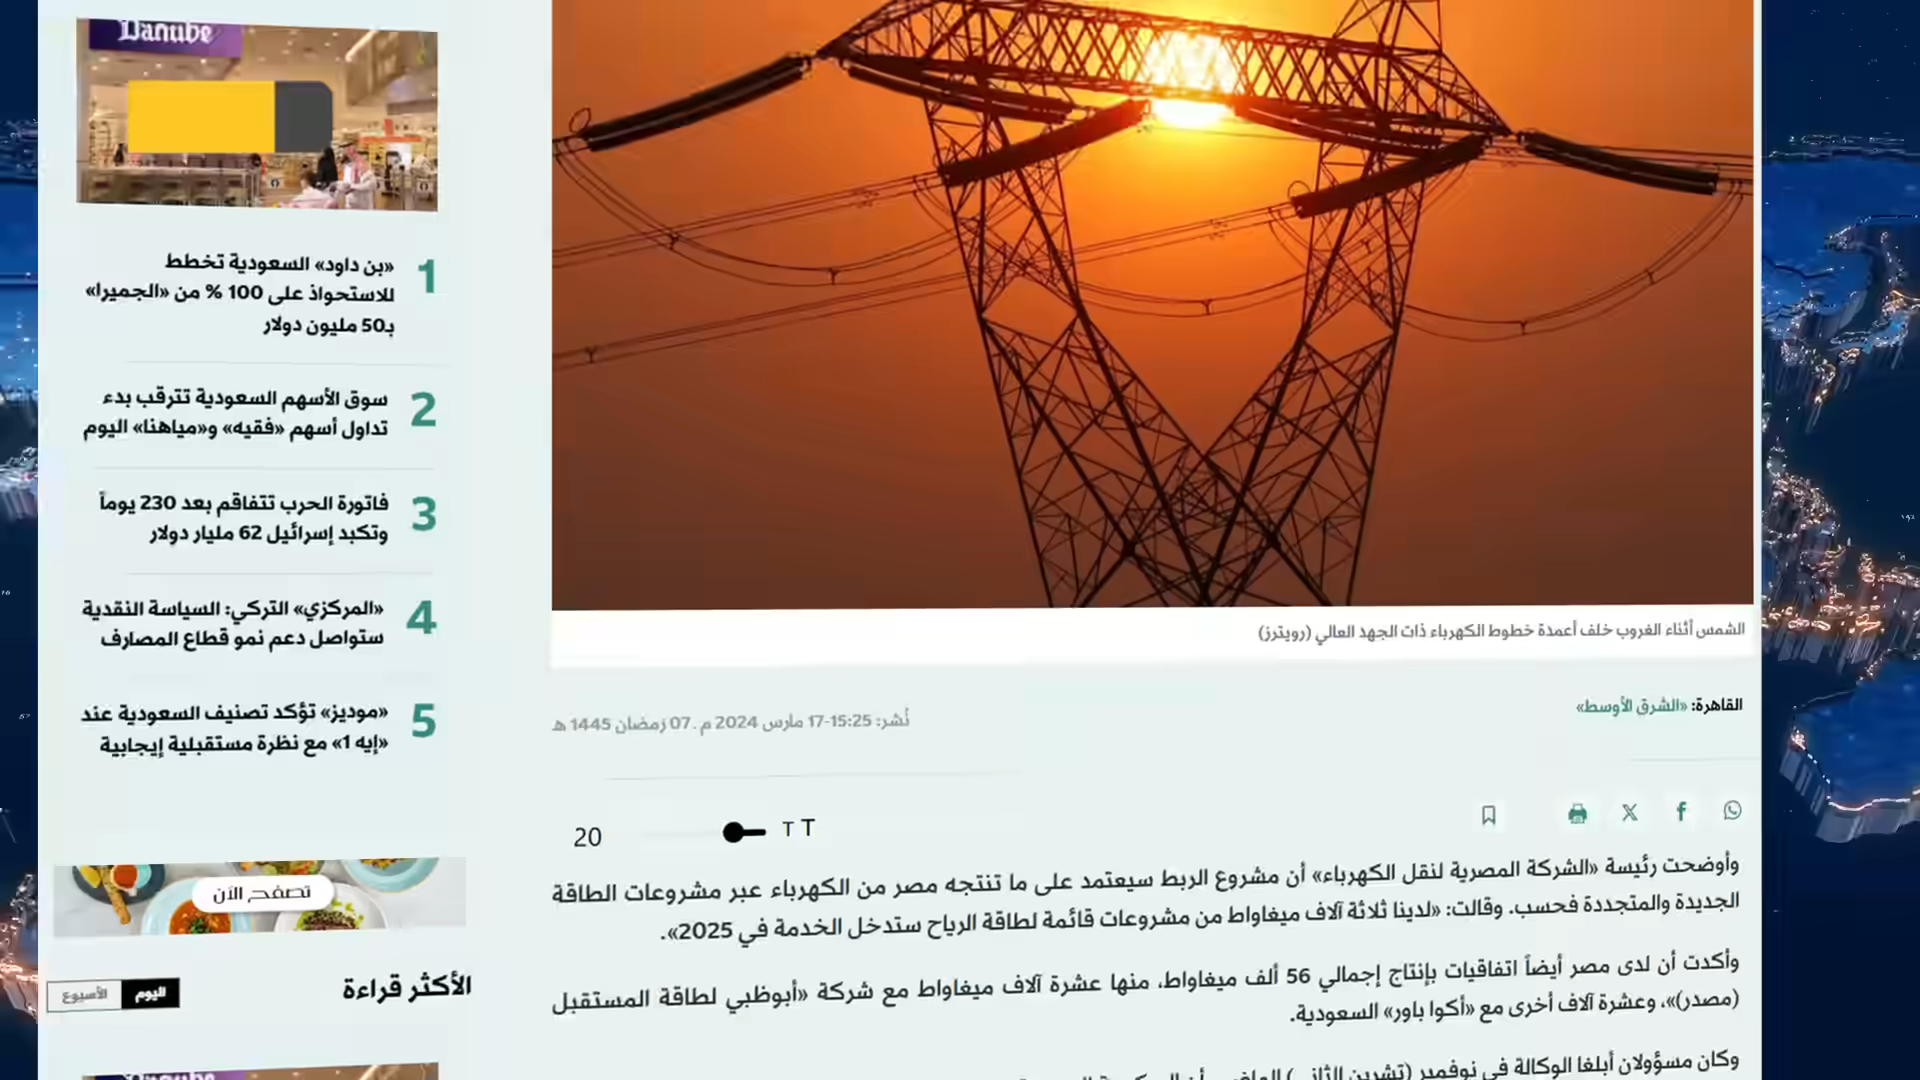 Danube
1
«بن داود» السعودية تخطط
للاستحواذ على 100 % من «الجميرا»
بـ50 مليون دولار
2
سوق الأسهم السعودية تترقب بدء
تداول أسهم «فقيه» و«مياهنا» اليوم
3
فاتورة الحرب تتفاقم بعد 230 يوماً
وتكبد إسرائيل 62 مليار دولار
4
«المركزي» التركي: السياسة النقدية
ستواصل دعم نمو قطاع المصارف
5
«موديز» تؤكد تصنيف السعودية عند
«إيه 1» مع نظرة مستقبلية إيجابية
تصفح الآن
الأكثر قراءة
اليوم
الأسبوع
الشمس أثناء الغروب خلف أعمدة خطوط الكهرباء ذات الجهد العالي (رويترز)
القاهرة: «الشرق الأوسط»
نُشر: 15:25-17 مارس 2024 م ـ 07 رَمضان 1445 هـ
20
T T
وأوضحت رئيسة «الشركة المصرية لنقل الكهرباء» أن مشروع الربط سيعتمد على ما تنتجه مصر من الكهرباء عبر مشروعات الطاقة
الجديدة والمتجددة فحسب. وقالت: «لدينا ثلاثة آلاف ميغاواط من مشروعات قائمة لطاقة الرياح ستدخل الخدمة في 2025».
وأكدت أن لدى مصر أيضاً اتفاقيات بإنتاج إجمالي 56 ألف ميغاواط، منها عشرة آلاف ميغاواط مع شركة «أبوظبي لطاقة المستقبل
(مصدر)»، وعشرة آلاف أخرى مع «أكوا باور» السعودية.
وكان مسؤولان أبلغا الوكالة في نوفمبر (تشرين الثاني)